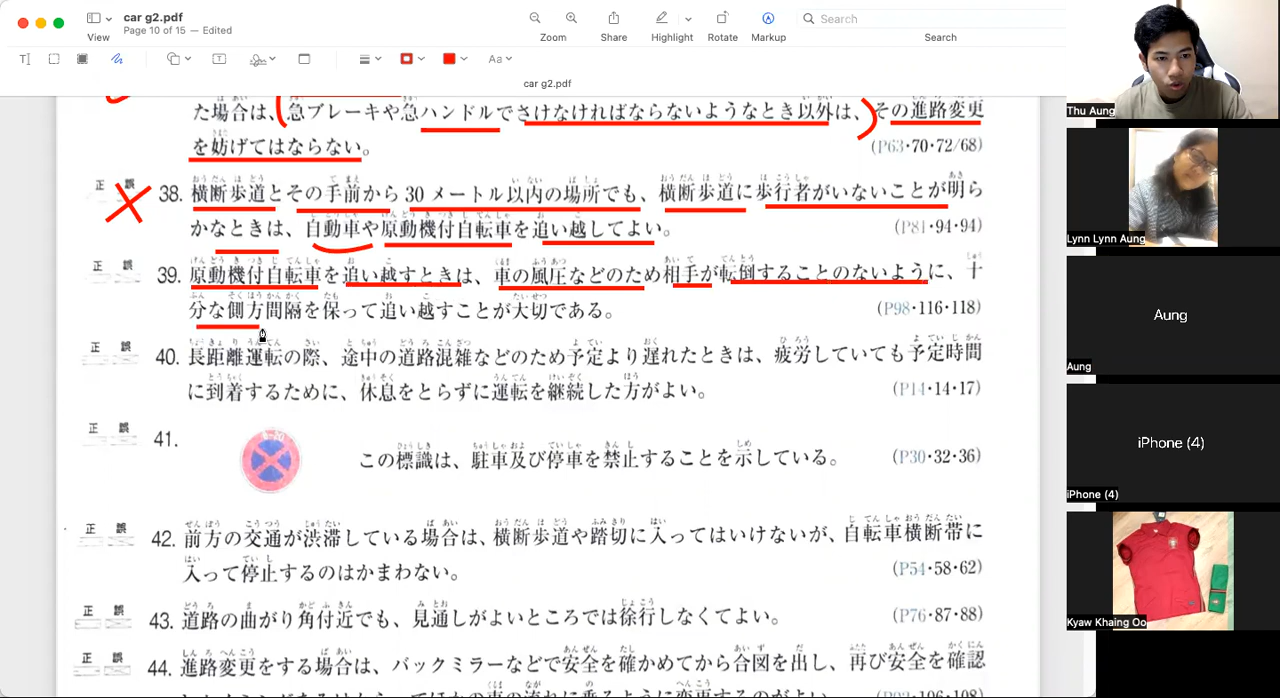 car g2.pdf
Page 10 of 15 — Edited
View
Zoom
Share
Highlight
Rotate
Markup
Search
Search
Aa
car g2.pdf
た場合は、急ブレーキや急ハンドルでさけなければならないようなとき以外は、その進路変更
を妨げてはならない。 (P63・70・72/68)
正 誤 38. 横断歩道とその手前から 30 メートル以内の場所でも、横断歩道に歩行者がいないことが明ら
かなときは、自動車や原動機付自転車を追い越してよい。 (P81・94・94)
正 誤 39. 原動機付自転車を追い越すときは、車の風圧などのため相手が転倒することのないように、十
分な側方間隔を保って追い越すことが大切である。 (P98・116・118)
正 誤 40. 長距離運転の際、途中の道路混雑などのため予定より遅れたときは、疲労していても予定時間
に到着するために、休息をとらずに運転を継続した方がよい。 (P14・14・17)
正 誤 41. この標識は、駐車及び停車を禁止することを示している。 (P30・32・36)
正 誤 42. 前方の交通が渋滞している場合は、横断歩道や踏切に入ってはいけないが、自転車横断帯に
入って停止するのはかまわない。 (P54・58・62)
正 誤 43. 道路の曲がり角付近でも、見通しがよいところでは徐行しなくてよい。 (P76・87・88)
正 誤 44. 進路変更をする場合は、バックミラーなどで安全を確かめてから合図を出し、再び安全を確認
Thu Aung
Lynn Lynn Aung
Aung
Aung
iPhone (4)
iPhone (4)
Kyaw Khaing Oo